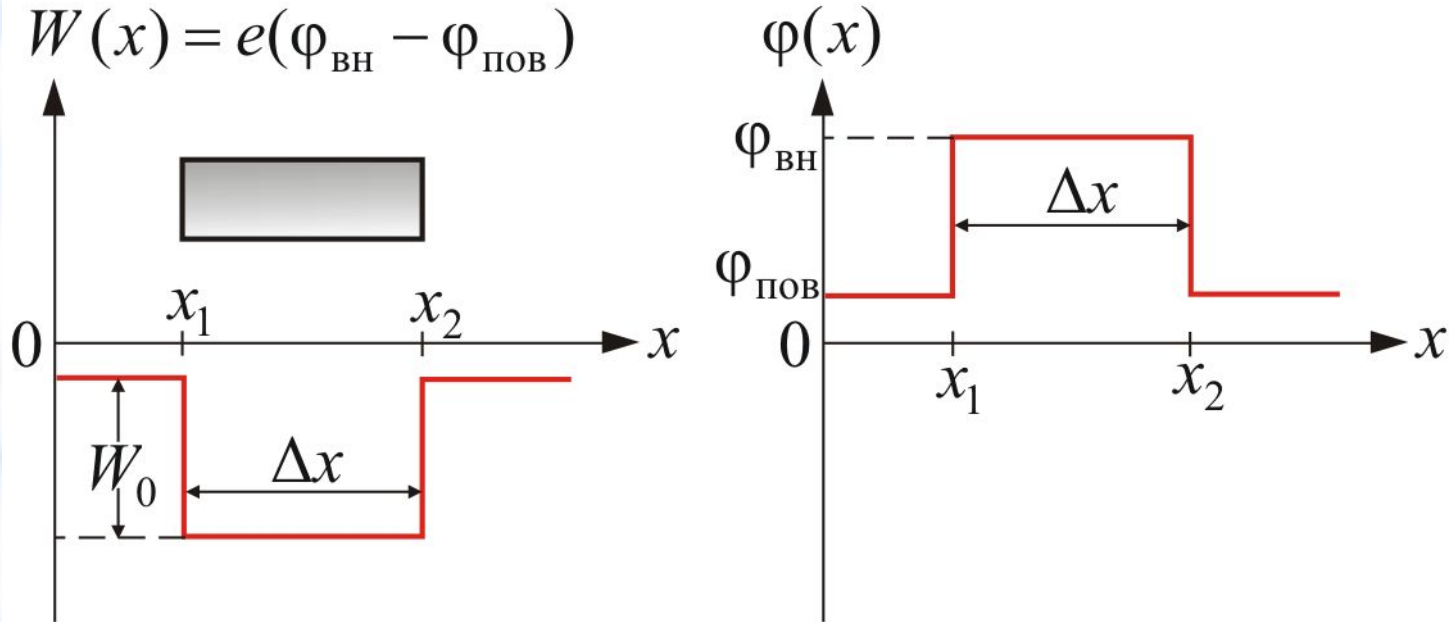 W(x) = e(φвн − φпов)
x₁ x₂
0 x
W₀ Δx
φ(x)
φвн
Δx
φпов
0 x
x₁ x₂